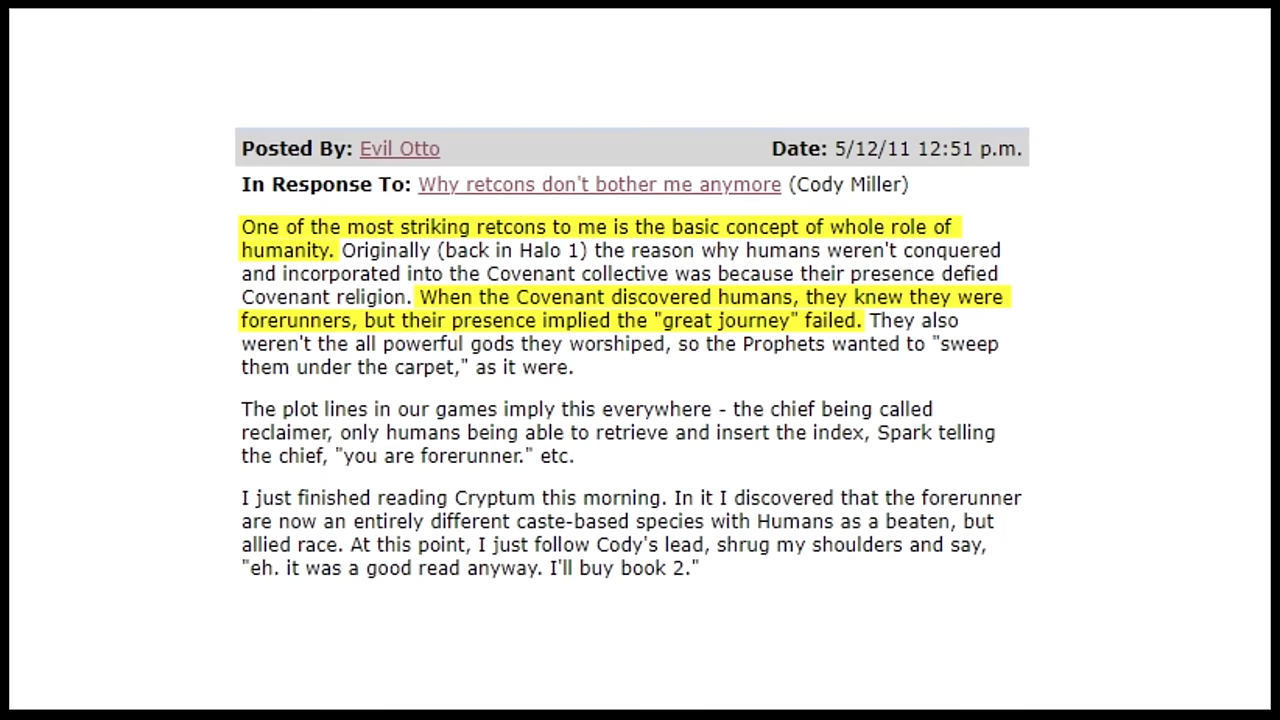 Posted By: Evil Otto Date: 5/12/11 12:51 p.m.
In Response To: Why retcons don't bother me anymore (Cody Miller)
One of the most striking retcons to me is the basic concept of whole role of
humanity. Originally (back in Halo 1) the reason why humans weren't conquered
and incorporated into the Covenant collective was because their presence defied
Covenant religion. When the Covenant discovered humans, they knew they were
forerunners, but their presence implied the "great journey" failed. They also
weren't the all powerful gods they worshiped, so the Prophets wanted to "sweep
them under the carpet," as it were.
The plot lines in our games imply this everywhere - the chief being called
reclaimer, only humans being able to retrieve and insert the index, Spark telling
the chief, "you are forerunner." etc.
I just finished reading Cryptum this morning. In it I discovered that the forerunner
are now an entirely different caste-based species with Humans as a beaten, but
allied race. At this point, I just follow Cody's lead, shrug my shoulders and say,
"eh. it was a good read anyway. I'll buy book 2."